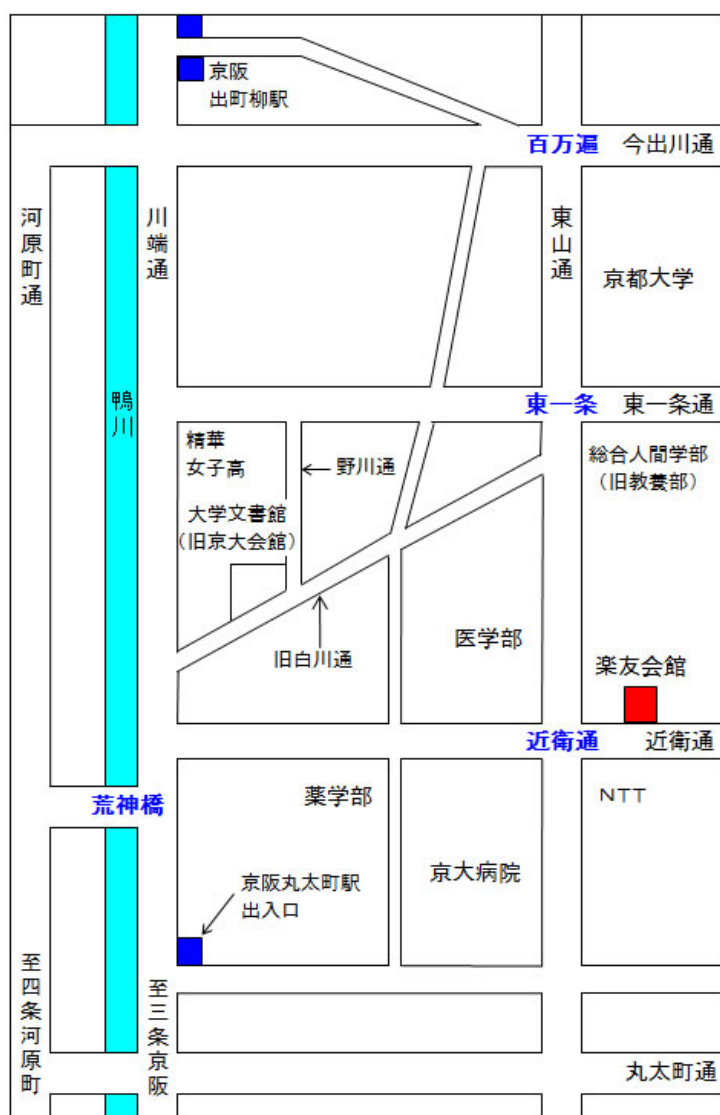 京阪
出町柳駅
百万遍
今出川通
河原町通
川端通
東山通
京都大学
鴨川
東一条
東一条通
精華
女子高
野川通
総合人間学部
（旧教養部）
大学文書館
（旧京大会館）
医学部
旧白川通
楽友会館
近衛通
近衛通
荒神橋
薬学部
NTT
京大病院
京阪丸太町駅
出入口
至四条河原町
至三条京阪
丸太町通